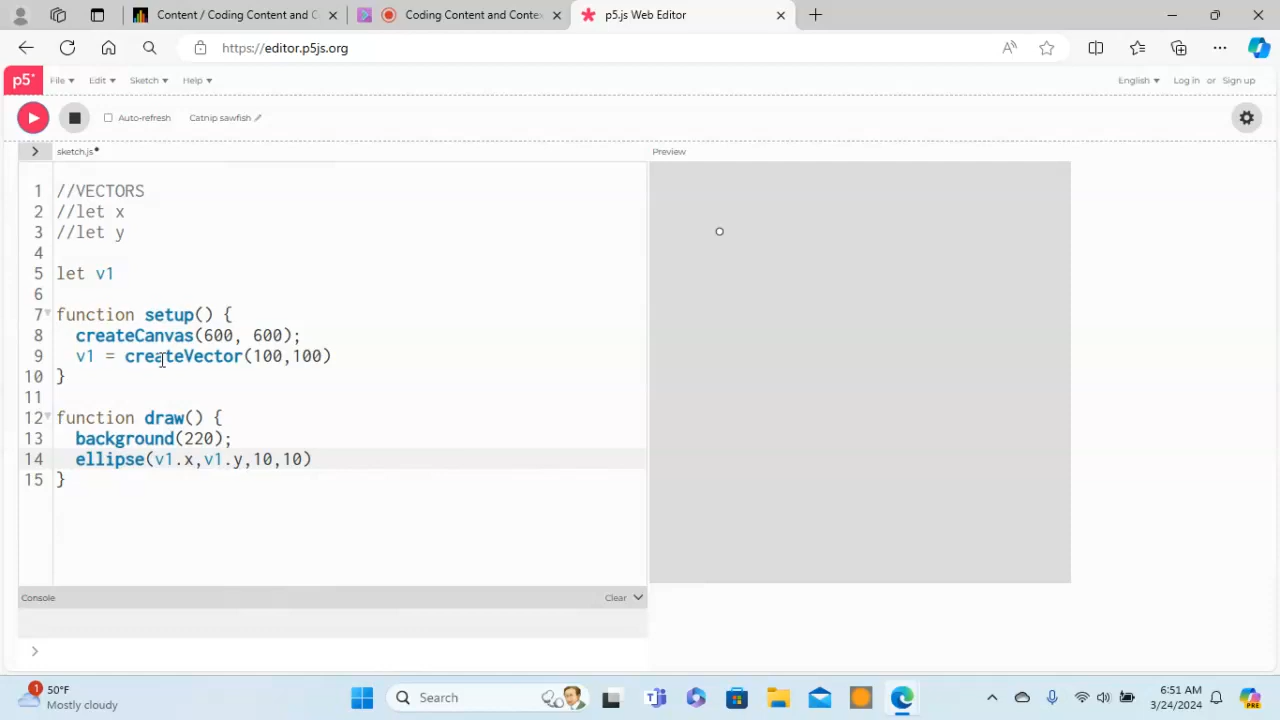 Content / Coding Content and C
Coding Content and Conte
p5.js Web Editor
https://editor.p5js.org
p5*
File
Edit
Sketch
Help
English
Log in or Sign up
Auto-refresh
Catnip sawfish
sketch.js
Preview
1 //VECTORS
2 //let x
3 //let y
4
5 let v1
6
7 function setup() {
8 createCanvas(600, 600);
9 v1 = createVector(100,100)
10 }
11
12 function draw() {
13 background(220);
14 ellipse(v1.x,v1.y,10,10)
15 }
Console
Clear
>
1
50°F
Mostly cloudy
Search
PRE
6:51 AM
3/24/2024